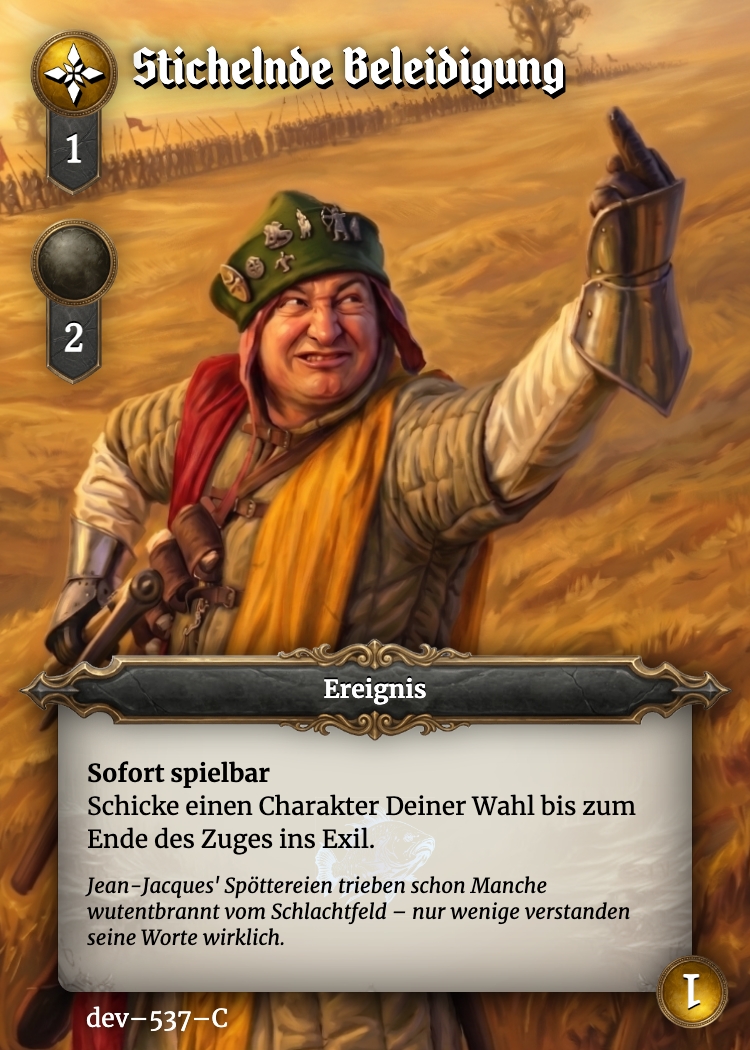 Stichelnde Beleidigung
1
2
Ereignis
Sofort spielbar
Schicke einen Charakter Deiner Wahl bis zum
Ende des Zuges ins Exil.
Jean-Jacques' Spöttereien trieben schon Manche
wutentbrannt vom Schlachtfeld – nur wenige verstanden
seine Worte wirklich.
1
dev–537–C